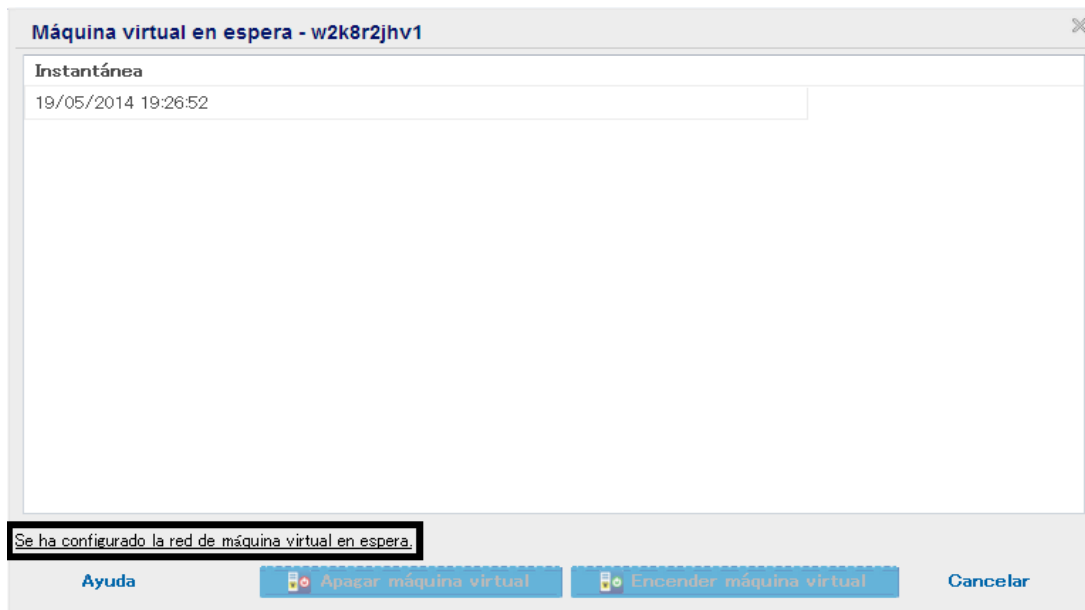 Máquina virtual en espera - w2k8r2jhv1
Instantánea
19/05/2014 19:26:52
Se ha configurado la red de máquina virtual en espera.
Ayuda
Apagar máquina virtual
Encender máquina virtual
Cancelar